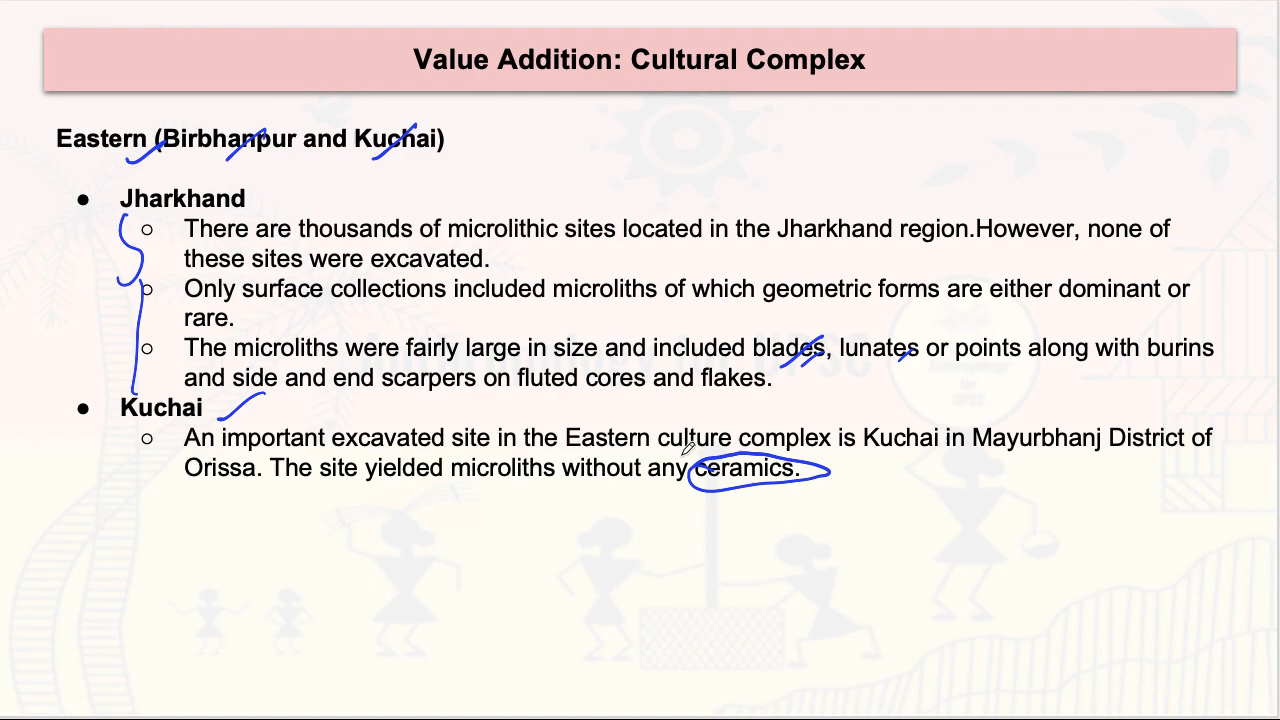 Value Addition: Cultural Complex
Eastern (Birbhanpur and Kuchai)
● Jharkhand
○ There are thousands of microlithic sites located in the Jharkhand region.However, none of
these sites were excavated.
○ Only surface collections included microliths of which geometric forms are either dominant or
rare.
○ The microliths were fairly large in size and included blades, lunates or points along with burins
and side and end scarpers on fluted cores and flakes.
● Kuchai
○ An important excavated site in the Eastern culture complex is Kuchai in Mayurbhanj District of
Orissa. The site yielded microliths without any ceramics.